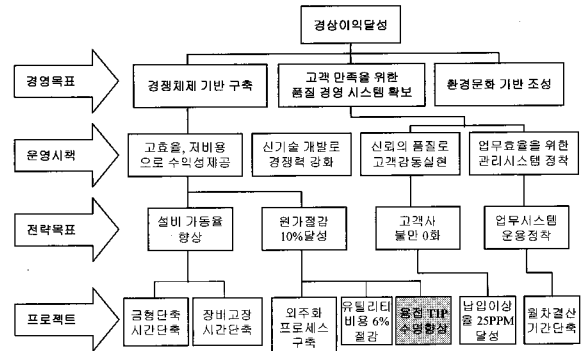 경상이익달성
경영목표
경쟁체제 기반 구축
고객 만족을 위한
품질 경영 시스템 확보
환경문화 기반 조성
운영시책
고효율, 저비용
으로 수익성제공
신기술 개발로
경쟁력 강화
신뢰의 품질로
고객감동실현
업무효율을 위한
관리시스템 정착
전략목표
설비 가동율
향상
원가절감
10%달성
고객사
불만 0화
업무시스템
운용정착
프로젝트
금형단축
시간단축
장비고장
시간단축
외주화
프로세스
구축
유틸리티
비용 6%
절감
용접 TIP
수명향상
납입이상
율 25PPM
달성
월차결산
기간단축